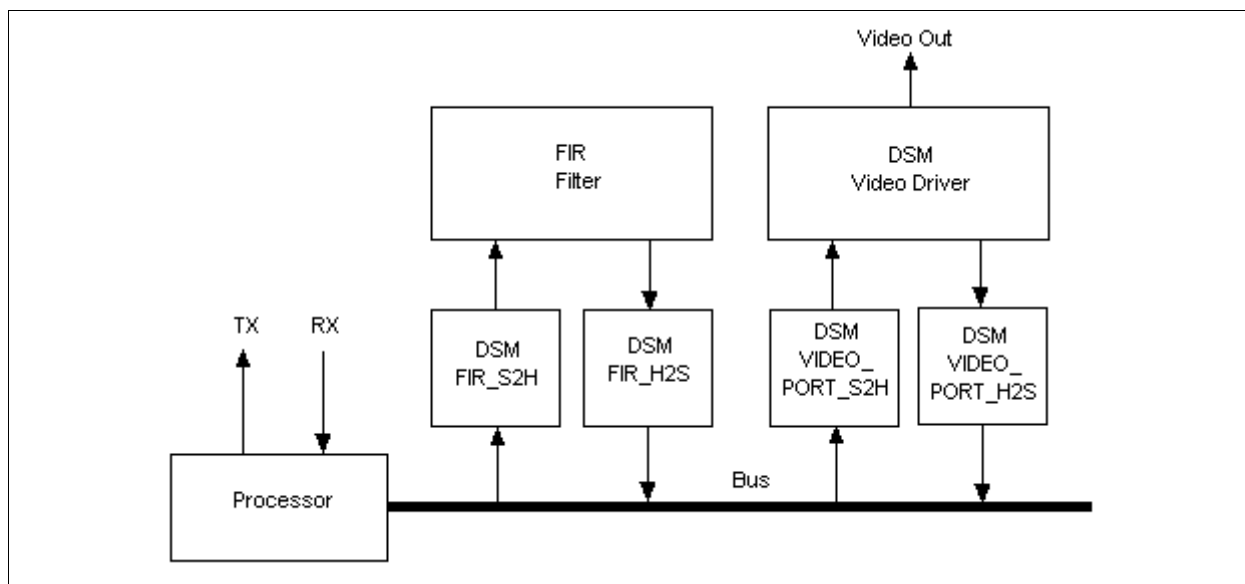 Video Out
FIR
Filter
DSM
Video Driver
TX
RX
DSM
FIR_S2H
DSM
FIR_H2S
DSM
VIDEO_
PORT_S2H
DSM
VIDEO_
PORT_H2S
Processor
Bus